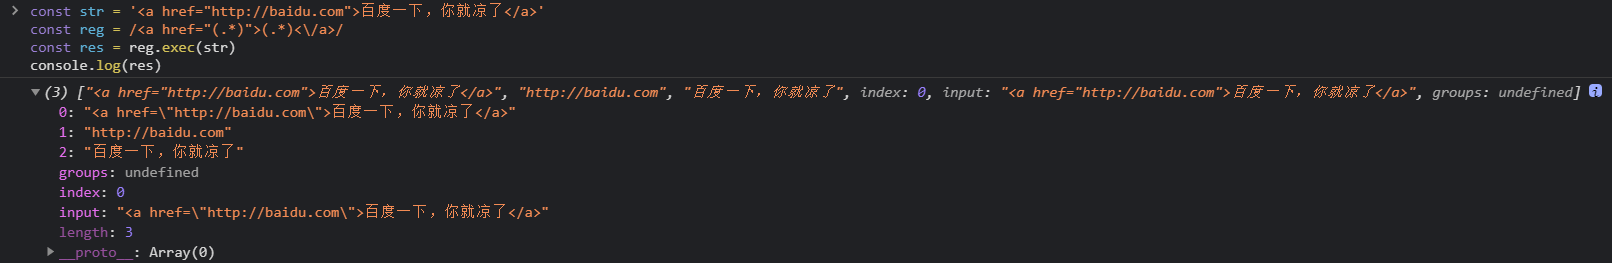 const str = '<a href="http://baidu.com">百度一下，你就凉了</a>'
const reg = /<a href="(.*)">(.*)<\/a>/
const res = reg.exec(str)
console.log(res)
(3) ["<a href="http://baidu.com">百度一下，你就凉了</a>", "http://baidu.com", "百度一下，你就凉了", index: 0, input: "<a href="http://baidu.com">百度一下，你就凉了</a>", groups: undefined]
0: "<a href=\"http://baidu.com\">百度一下，你就凉了</a>"
1: "http://baidu.com"
2: "百度一下，你就凉了"
groups: undefined
index: 0
input: "<a href=\"http://baidu.com\">百度一下，你就凉了</a>"
length: 3
__proto__: Array(0)